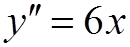 y″ = 6x